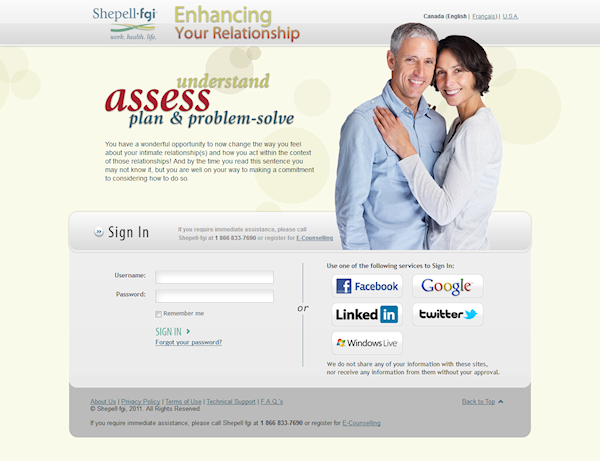 Shepell·fgi
work. health. life.
Enhancing
Your Relationship
Canada (English | Français) | U.S.A.
understand
assess
plan & problem-solve
You have a wonderful opportunity to now change the way you feel
about your intimate relationship(s) and how you act within the context
of those relationships! And by the time you read this sentence you
may not know it, but you are well on your way to making a commitment
to considering how to do so.
Sign In
If you require immediate assistance, please call
Shepell-fgi at 1 866 833-7690 or register for E-Counselling
Username:
Password:
Remember me
SIGN IN
Forgot your password?
or
Use one of the following services to Sign In:
Facebook
Google
LinkedIn
twitter
Windows Live
We do not share any of your information with these sites,
nor receive any information from them without your approval.
About Us | Privacy Policy | Terms of Use | Technical Support | F.A.Q.'s
Back to Top
© Shepell fgi, 2011. All Rights Reserved
If you require immediate assistance, please call Shepell fgi at 1 866 833-7690 or register for E-Counselling